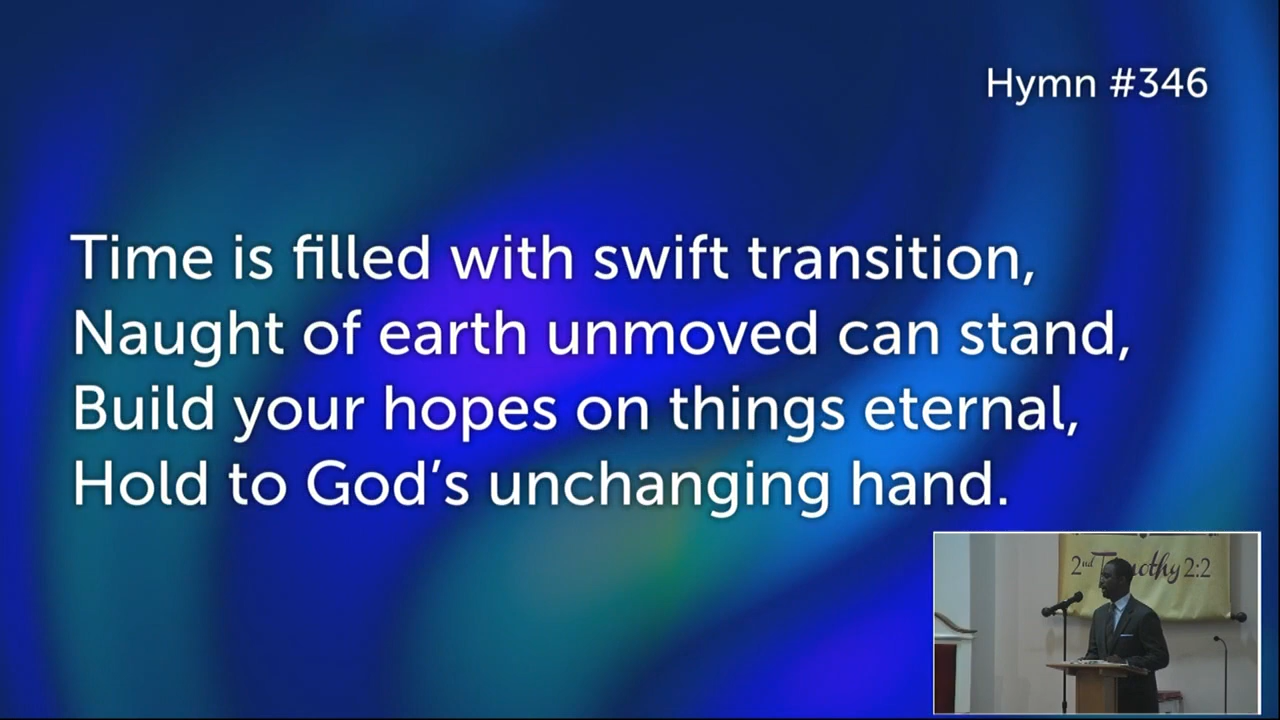 Hymn #346
Time is filled with swift transition,
Naught of earth unmoved can stand,
Build your hopes on things eternal,
Hold to God’s unchanging hand.
2nd Timothy 2:2